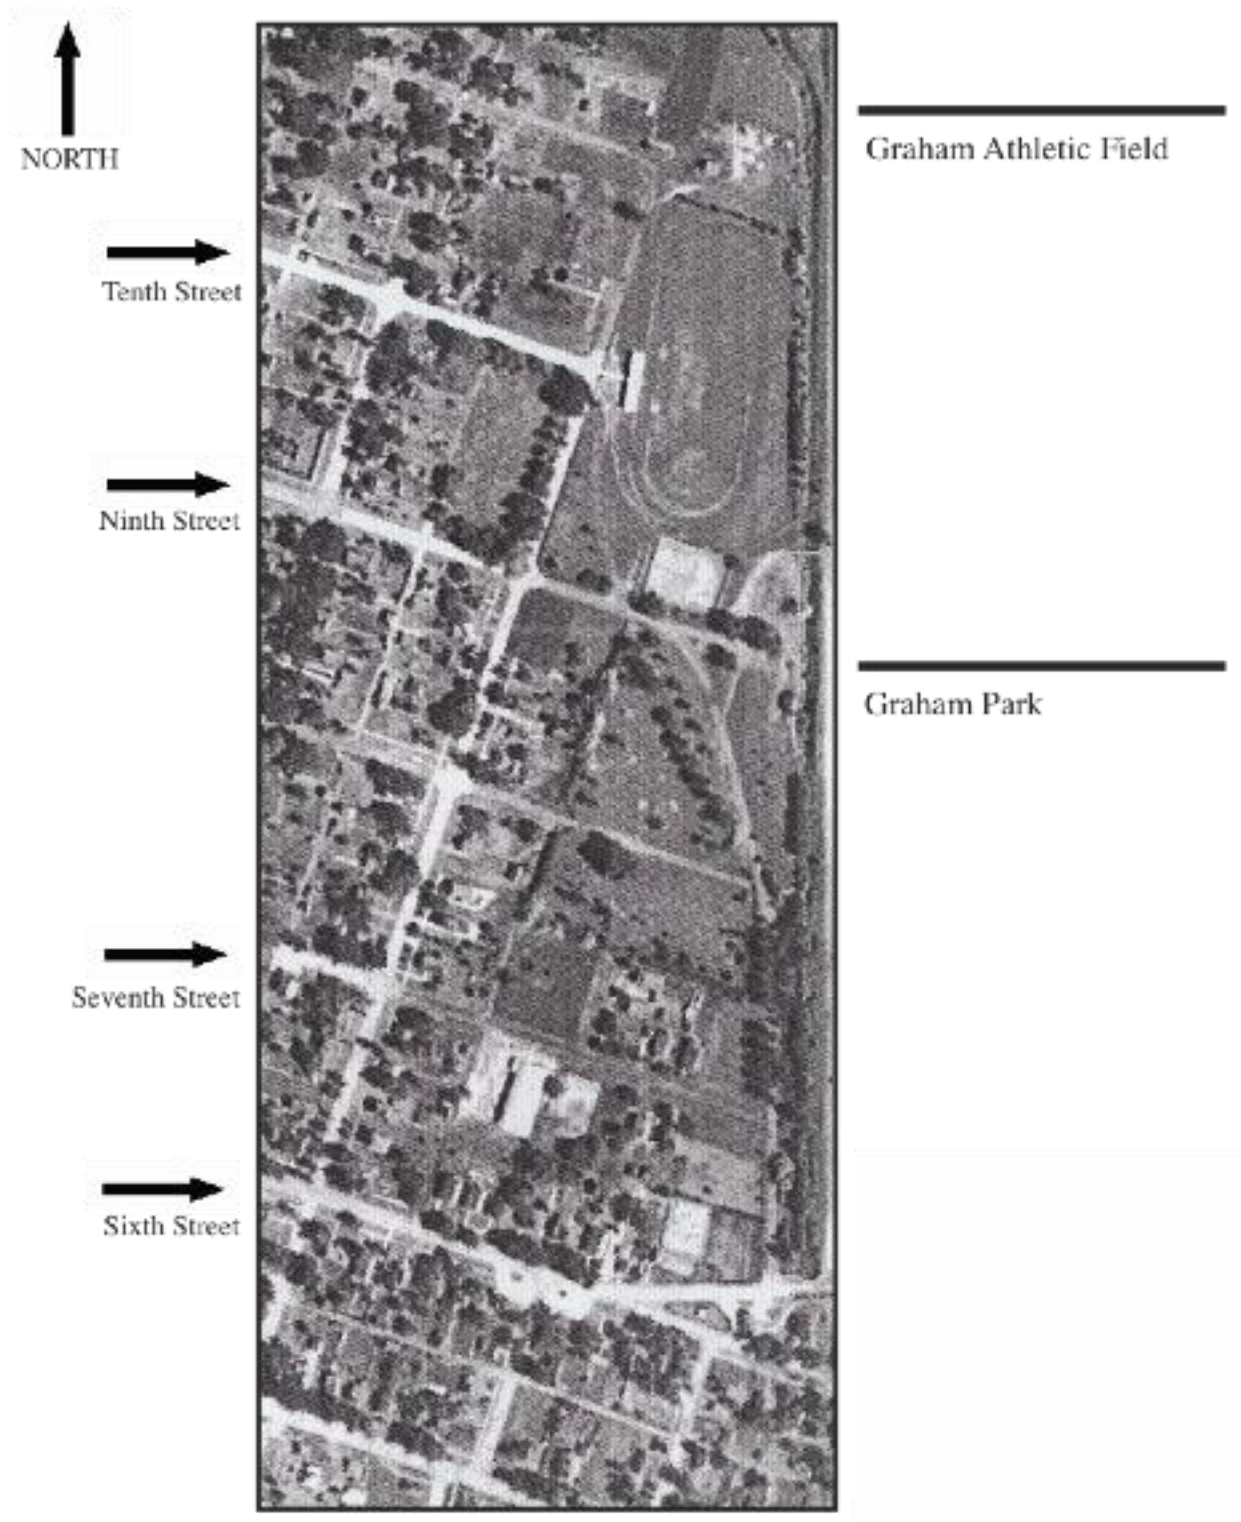 NORTH
Graham Athletic Field
Tenth Street
Ninth Street
Graham Park
Seventh Street
Sixth Street